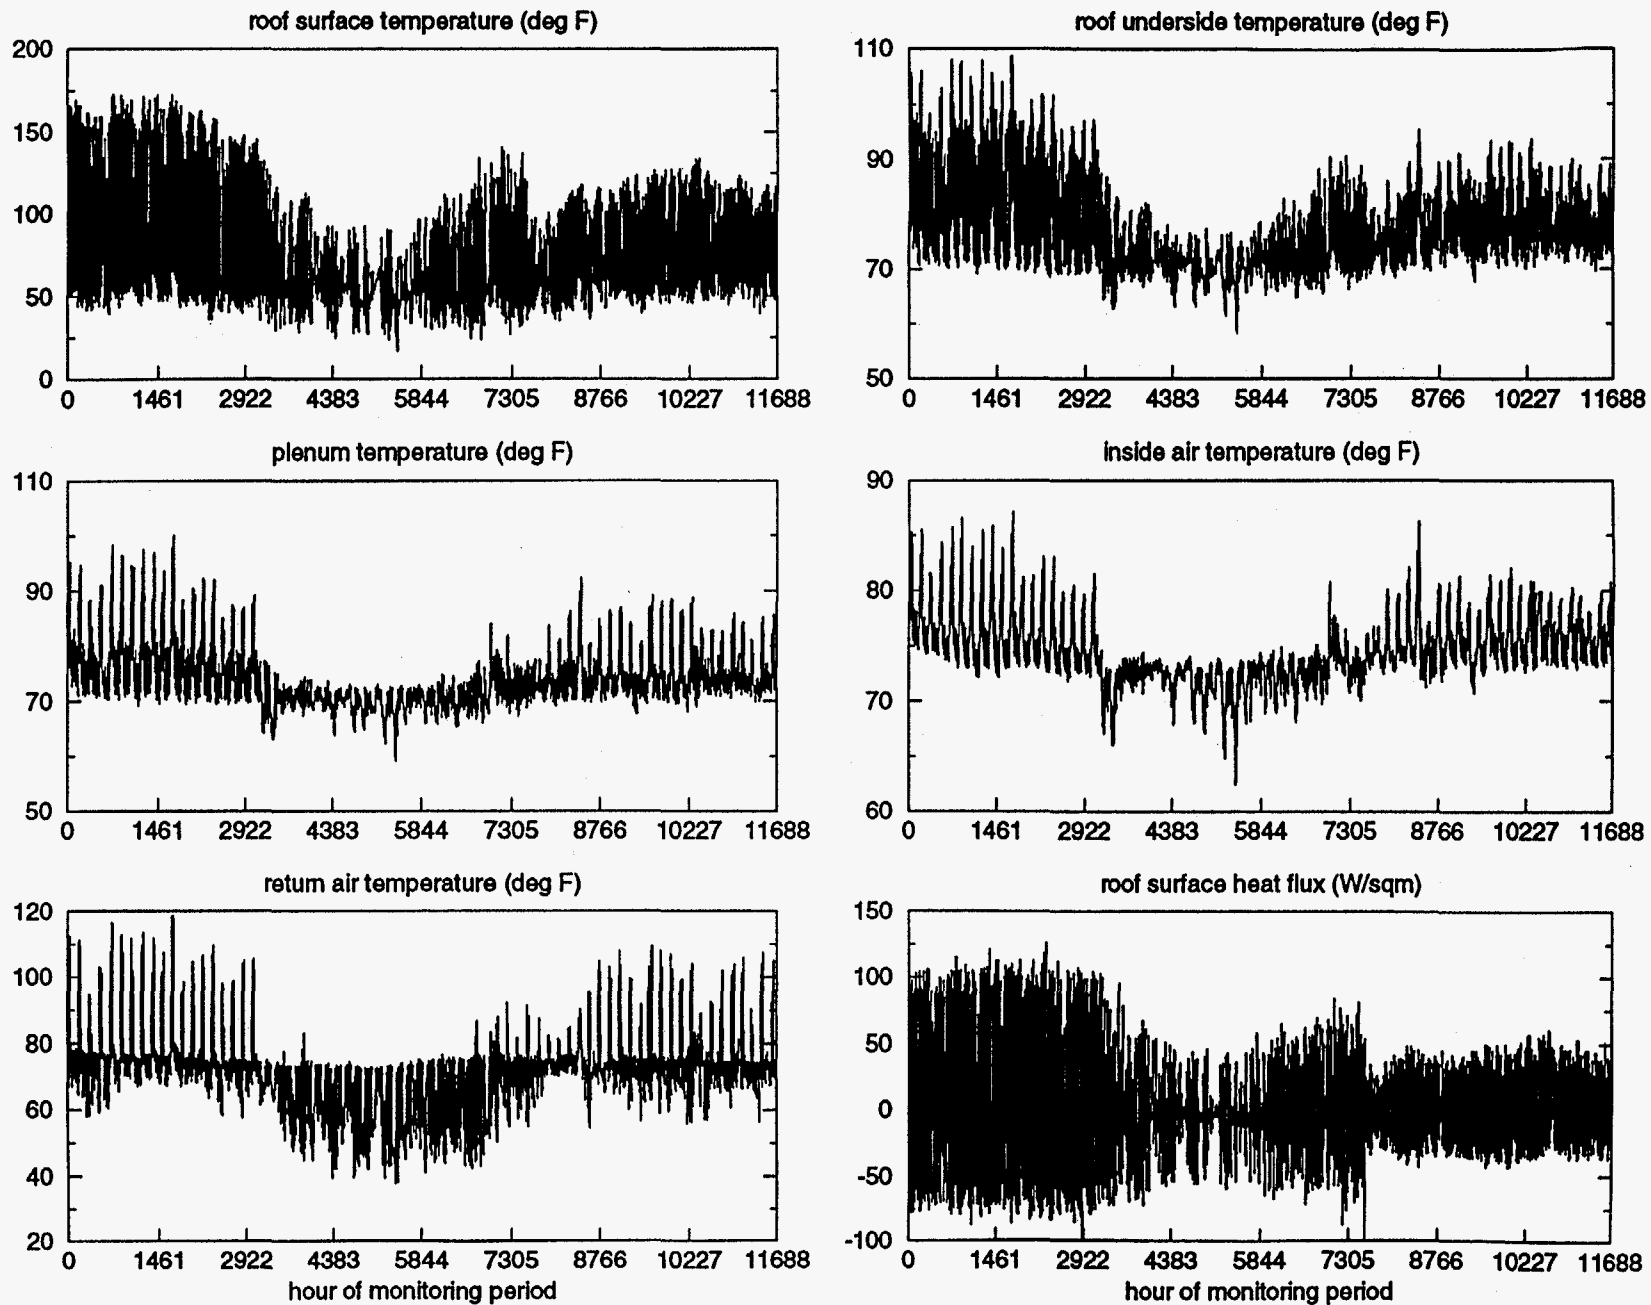 roof surface temperature (deg F)
200
150
100
50
0
0 1461 2922 4383 5844 7305 8766 10227 11688
roof underside temperature (deg F)
110
90
70
50
0 1461 2922 4383 5844 7305 8766 10227 11688
plenum temperature (deg F)
110
90
70
50
0 1461 2922 4383 5844 7305 8766 10227 11688
inside air temperature (deg F)
90
80
70
60
0 1461 2922 4383 5844 7305 8766 10227 11688
return air temperature (deg F)
120
100
80
60
40
20
0 1461 2922 4383 5844 7305 8766 10227 11688
hour of monitoring period
roof surface heat flux (W/sqm)
150
100
50
0
-50
-100
0 1461 2922 4383 5844 7305 8766 10227 11688
hour of monitoring period